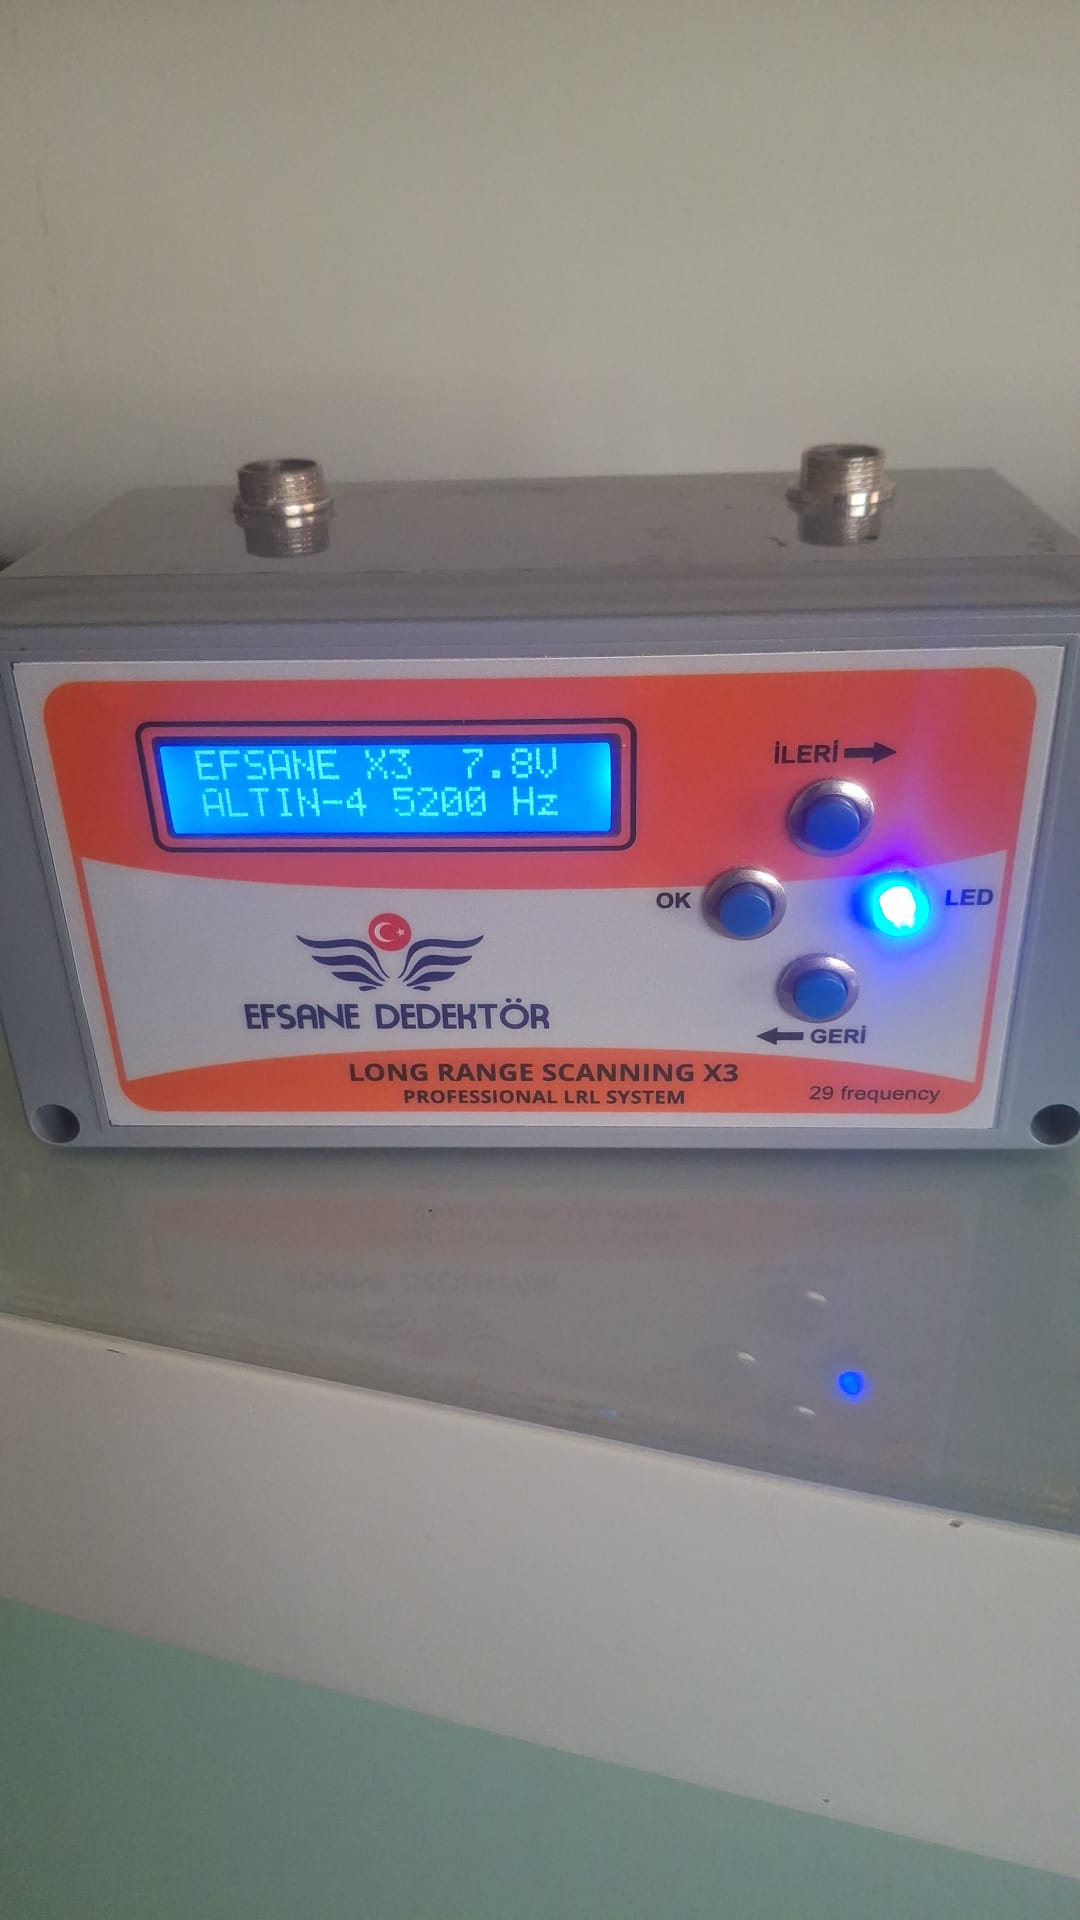 EFSANE X3 7.8V
ALTIN-4 5200 Hz
İLERİ
OK
LED
GERİ
EFSANE DEDEKTÖR
LONG RANGE SCANNING X3
PROFESSIONAL LRL SYSTEM
29 frequency